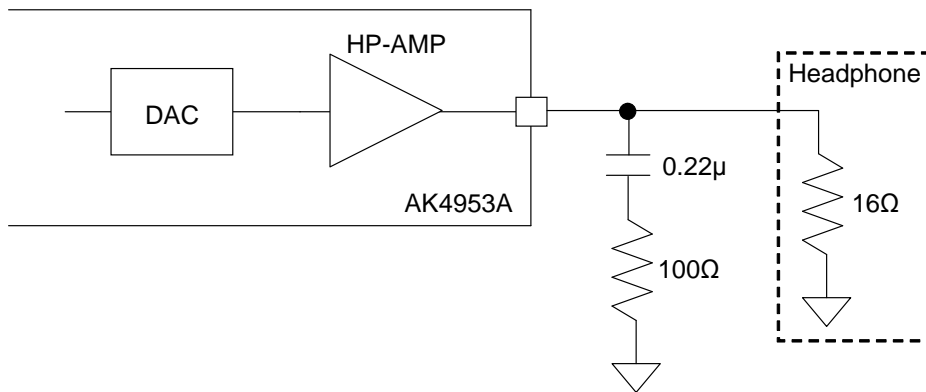 HP-AMP
Headphone
DAC
0.22µ
AK4953A
16Ω
100Ω